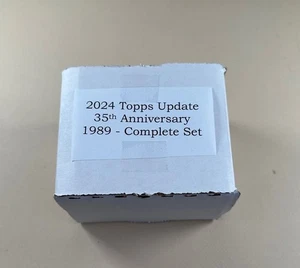 2024 Topps Update
35th Anniversary
1989 - Complete Set